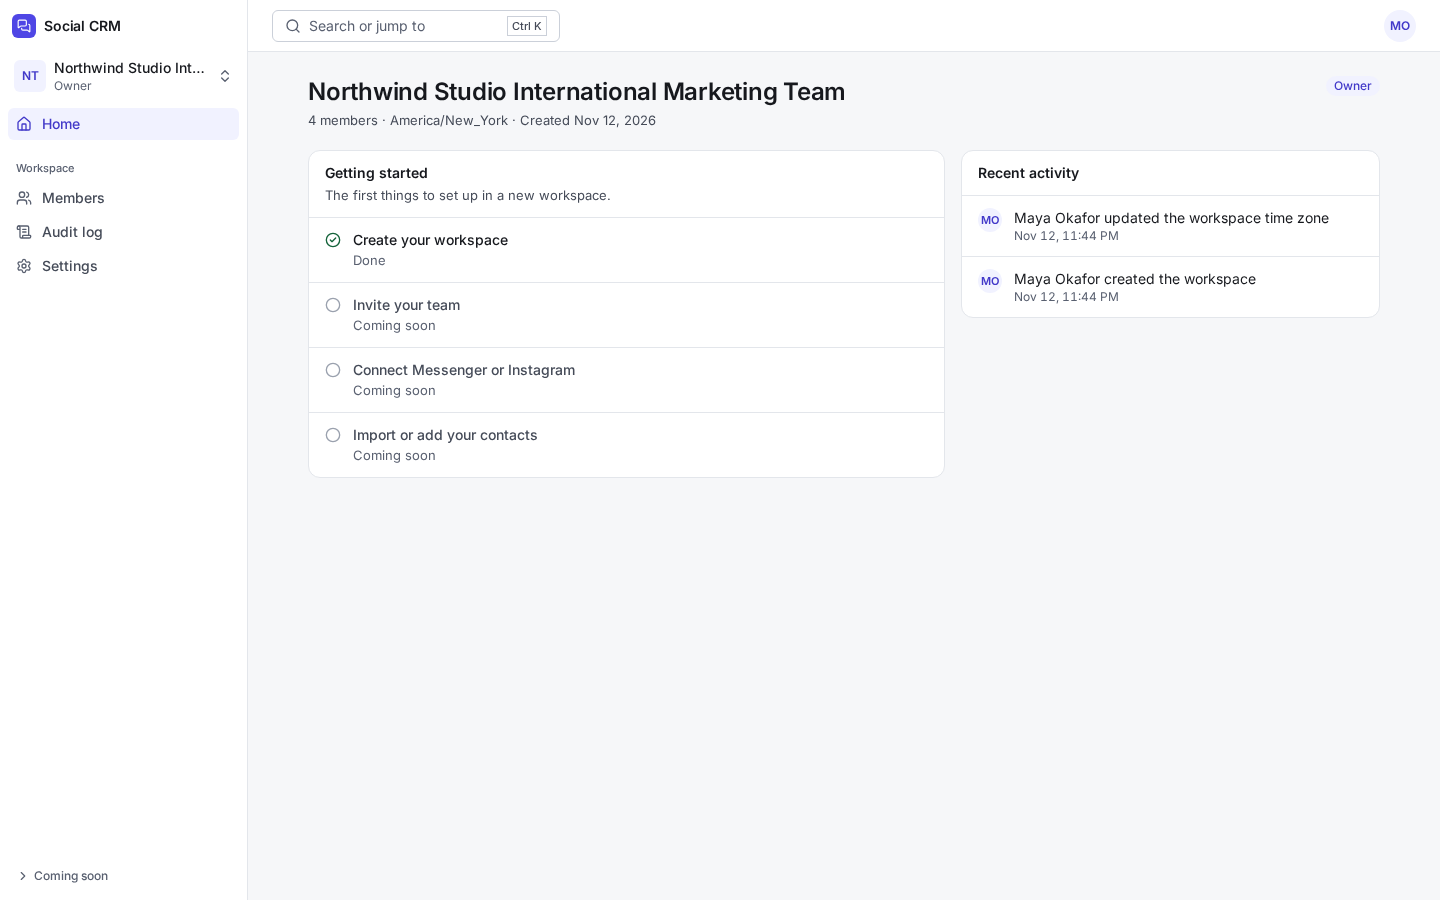 Social CRM
Search or jump to
Ctrl K
MO
NT
Northwind Studio Int...
Owner
Home
Workspace
Members
Audit log
Settings
Coming soon
Northwind Studio International Marketing Team
Owner
4 members · America/New_York · Created Nov 12, 2026
Getting started
The first things to set up in a new workspace.
Create your workspace
Done
Invite your team
Coming soon
Connect Messenger or Instagram
Coming soon
Import or add your contacts
Coming soon
Recent activity
MO
Maya Okafor updated the workspace time zone
Nov 12, 11:44 PM
MO
Maya Okafor created the workspace
Nov 12, 11:44 PM